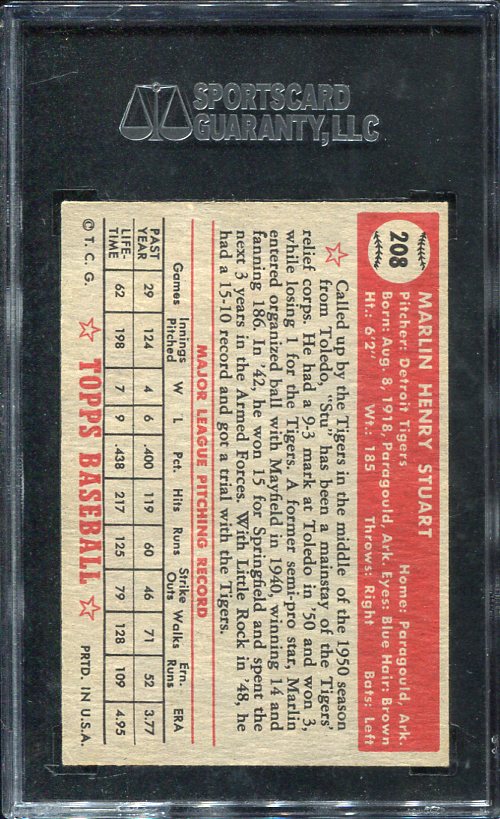 SPORTSCARD
GUARANTY, LLC
208
MARLIN HENRY STUART
Pitcher: Detroit Tigers Home: Paragould, Ark.
Born: Aug. 8, 1918, Paragould, Ark. Eyes: Blue Hair: Brown
Ht.: 6'2" Wt.: 185 Throws: Right Bats: Left
Called up by the Tigers in the middle of the 1950 season
from Toledo, "Stu" has been a mainstay of the Tigers'
relief corps. He had a 9-3 mark at Toledo in '50 and won 3,
while losing 1 for the Tigers. A former semi-pro star, Marlin
entered organized ball with Mayfield in 1940, winning 14 and
fanning 186. In '42, he won 15 for Springfield and spent the
next 3 years in the Armed Forces. With Little Rock in '48, he
had a 15-10 record and got a trial with the Tigers.
MAJOR LEAGUE PITCHING RECORD
Games Innings Pitched W L Pct. Hits Runs Strike Outs Walks Ern. Runs ERA
PAST YEAR 29 124 4 6 .400 119 60 46 71 52 3.77
LIFE-TIME 62 198 7 9 .438 217 125 79 128 109 4.95
© T. C. G. TOPPS BASEBALL PRTD. IN U.S.A.